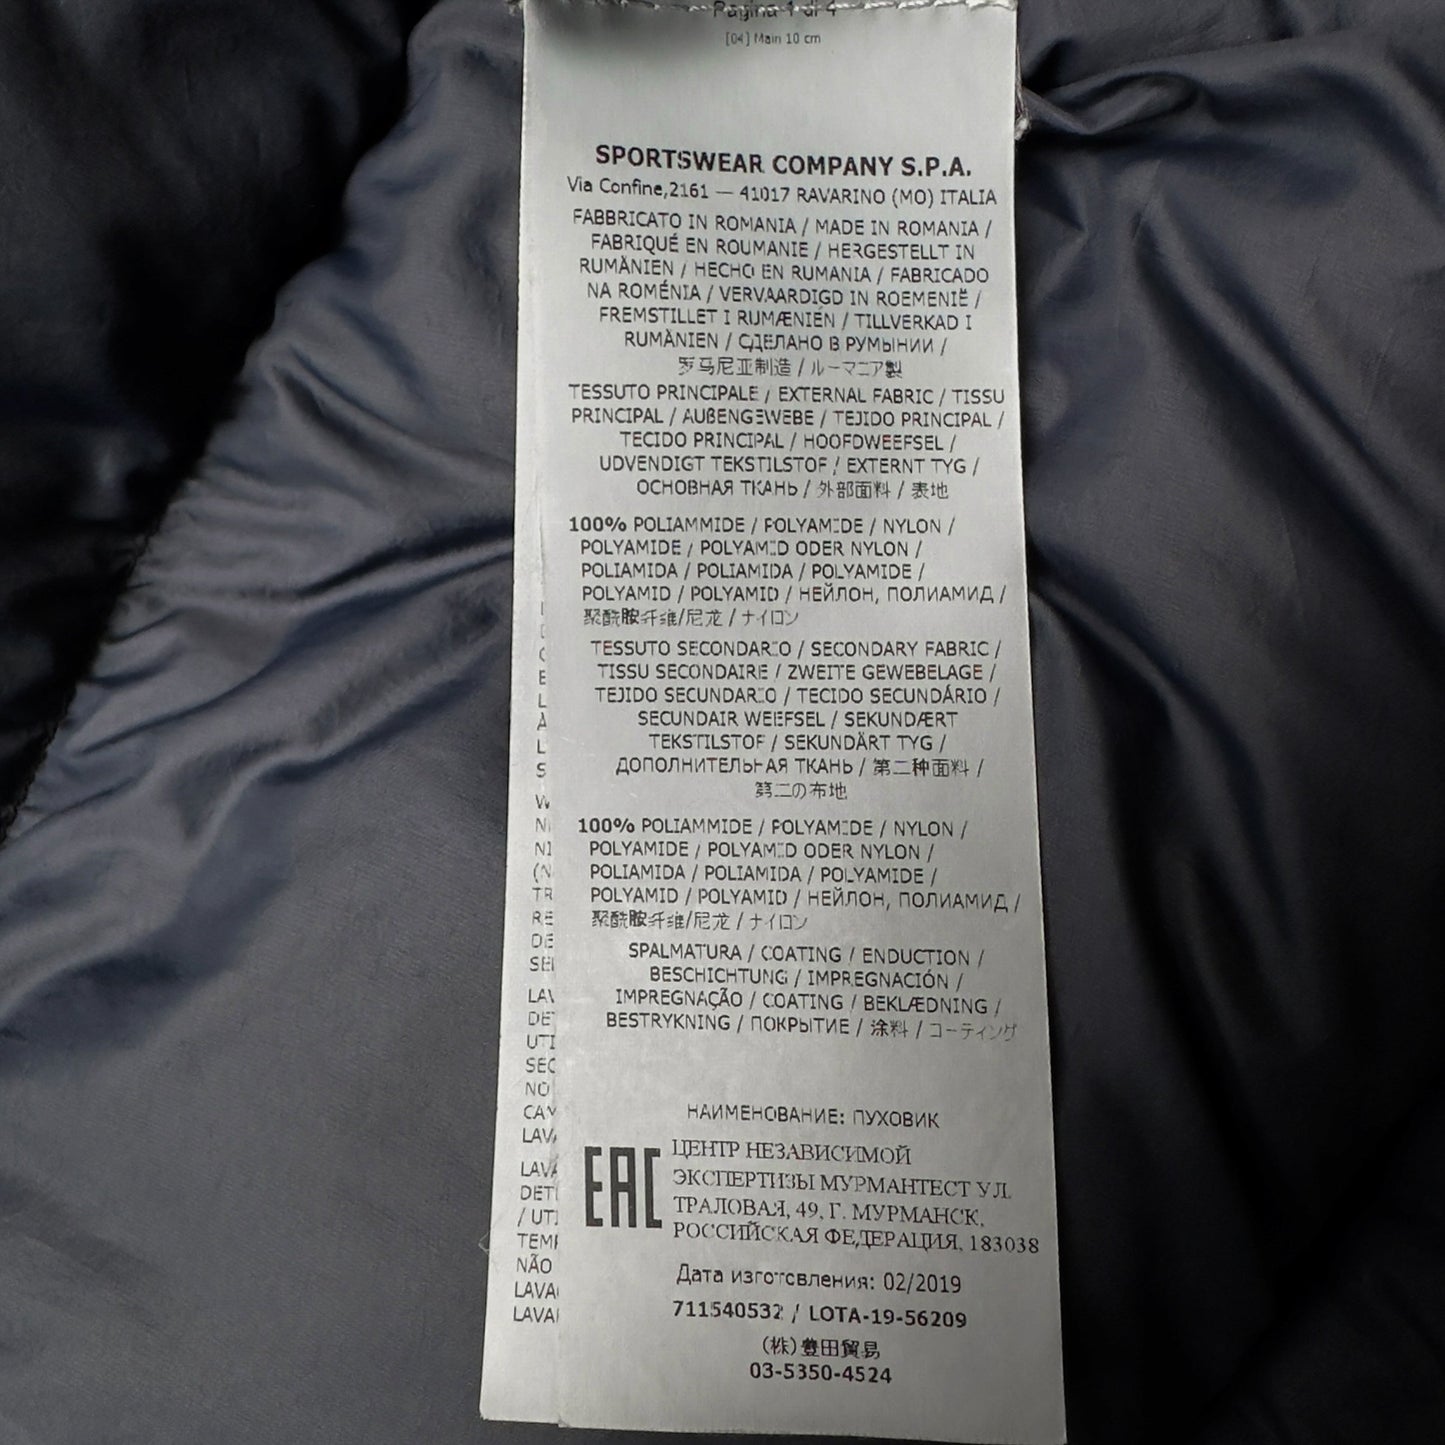 Pagina 1 di 4
[04] Main 10 cm
SPORTSWEAR COMPANY S.P.A.
Via Confine,2161 — 41017 RAVARINO (MO) ITALIA
FABBRICATO IN ROMANIA / MADE IN ROMANIA /
FABRIQUÉ EN ROUMANIE / HERGESTELLT IN
RUMÄNIEN / HECHO EN RUMANIA / FABRICADO
NA ROMÉNIA / VERVAARDIGD IN ROEMENIË /
FREMSTILLET I RUMÆNIEN / TILLVERKAD I
RUMÄNIEN / СДЕЛАНО В РУМЫНИИ /
罗马尼亚制造 / ルーマニア製
TESSUTO PRINCIPALE / EXTERNAL FABRIC / TISSU
PRINCIPAL / AUßENGEWEBE / TEJIDO PRINCIPAL /
TECIDO PRINCIPAL / HOOFDWEEFSEL /
UDVENDIGT TEKSTILSTOF / EXTERNT TYG /
ОСНОВНАЯ ТКАНЬ / 外部面料 / 表地
100% POLIAMMIDE / POLYAMIDE / NYLON /
POLYAMIDE / POLYAMID ODER NYLON /
POLIAMIDA / POLIAMIDA / POLYAMIDE /
POLYAMID / POLYAMID / НЕЙЛОН, ПОЛИАМИД /
聚酰胺纤维/尼龙 / ナイロン
TESSUTO SECONDARIO / SECONDARY FABRIC /
TISSU SECONDAIRE / ZWEITE GEWEBELAGE /
TEJIDO SECUNDARIO / TECIDO SECUNDÁRIO /
SECUNDAIR WEEFSEL / SEKUNDÆRT
TEKSTILSTOF / SEKUNDÄRT TYG /
ДОПОЛНИТЕЛЬНАЯ ТКАНЬ / 第二种面料 /
第二の布地
100% POLIAMMIDE / POLYAMIDE / NYLON /
POLYAMIDE / POLYAMID ODER NYLON /
POLIAMIDA / POLIAMIDA / POLYAMIDE /
POLYAMID / POLYAMID / НЕЙЛОН, ПОЛИАМИД /
聚酰胺纤维/尼龙 / ナイロン
SPALMATURA / COATING / ENDUCTION /
BESCHICHTUNG / IMPREGNACIÓN /
IMPREGNAÇÃO / COATING / BEKLÆDNING /
BESTRYKNING / ПОКРЫТИЕ / 涂料 / コーティング
НАИМЕНОВАНИЕ: ПУХОВИК
EAC
ЦЕНТР НЕЗАВИСИМОЙ
ЭКСПЕРТИЗЫ МУРМАНТЕСТ УЛ.
ТРАЛОВАЯ, 49, Г. МУРМАНСК,
РОССИЙСКАЯ ФЕДЕРАЦИЯ, 183038
Дата изготовления: 02/2019
711540532 / LOTA-19-56209
(株)豊田貿易
03-5350-4524